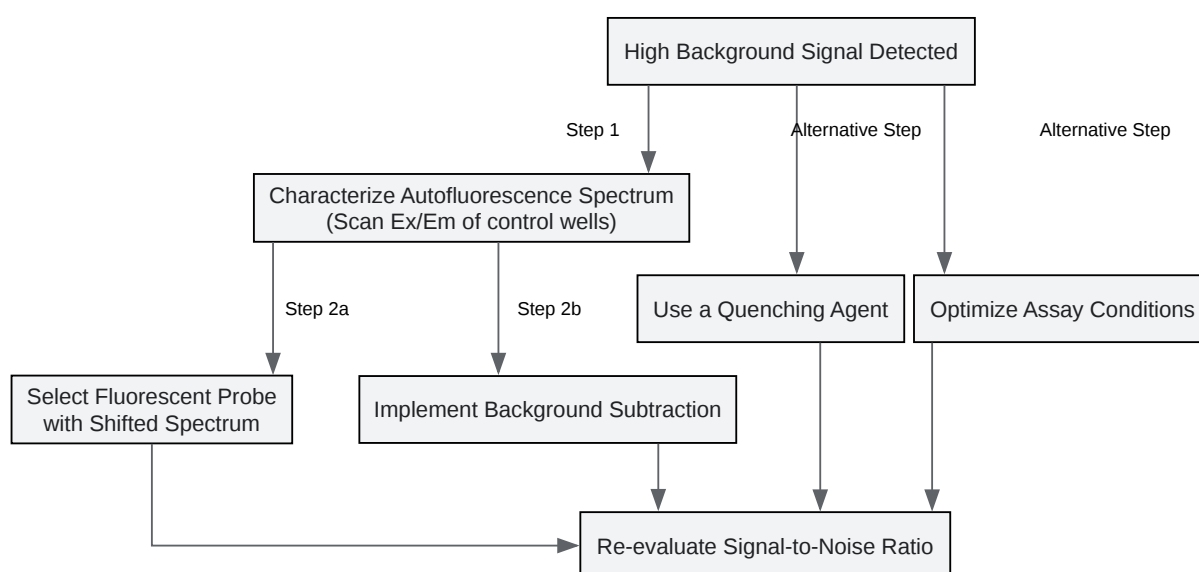 High Background Signal Detected
Step 1
Alternative Step
Alternative Step
Characterize Autofluorescence Spectrum
(Scan Ex/Em of control wells)
Step 2a
Step 2b
Use a Quenching Agent
Optimize Assay Conditions
Select Fluorescent Probe
with Shifted Spectrum
Implement Background Subtraction
Re-evaluate Signal-to-Noise Ratio